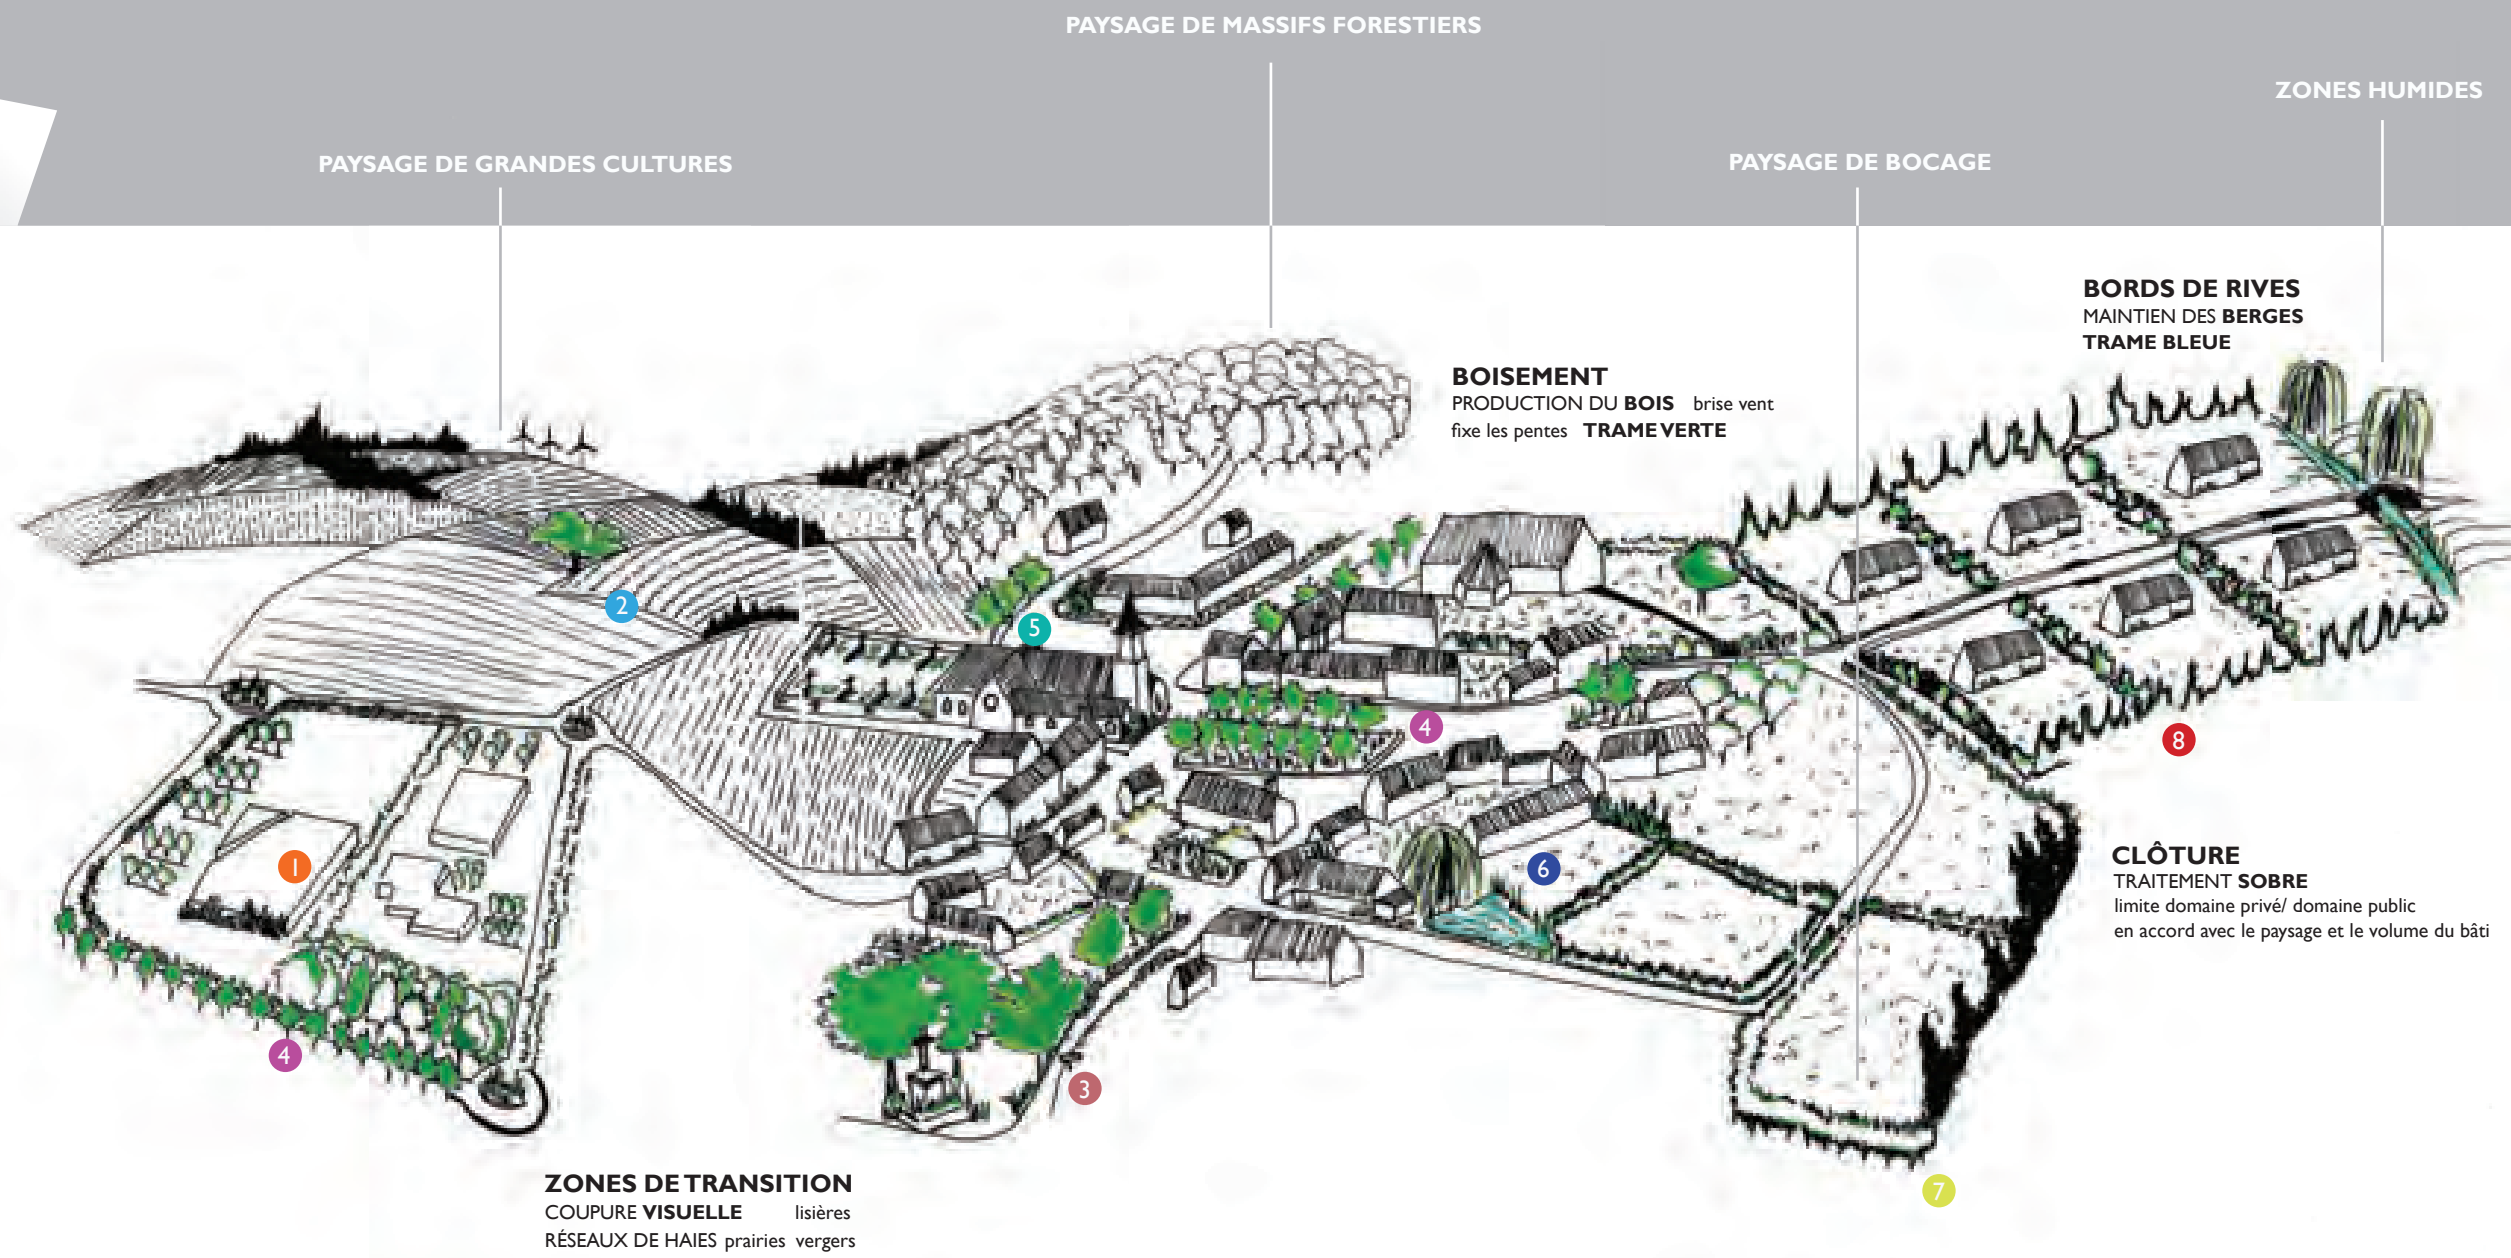 PAYSAGE DE MASSIFS FORESTIERS
ZONES HUMIDES
PAYSAGE DE GRANDES CULTURES
PAYSAGE DE BOCAGE
BORDS DE RIVES
MAINTIEN DES BERGES
TRAME BLEUE
BOISEMENT
PRODUCTION DU BOIS brise vent
fixe les pentes TRAME VERTE
2
5
4
8
1
6
CLÔTURE
TRAITEMENT SOBRE
limite domaine privé/ domaine public
en accord avec le paysage et le volume du bâti
4
3
7
ZONES DE TRANSITION
COUPURE VISUELLE lisières
RÉSEAUX DE HAIES prairies vergers